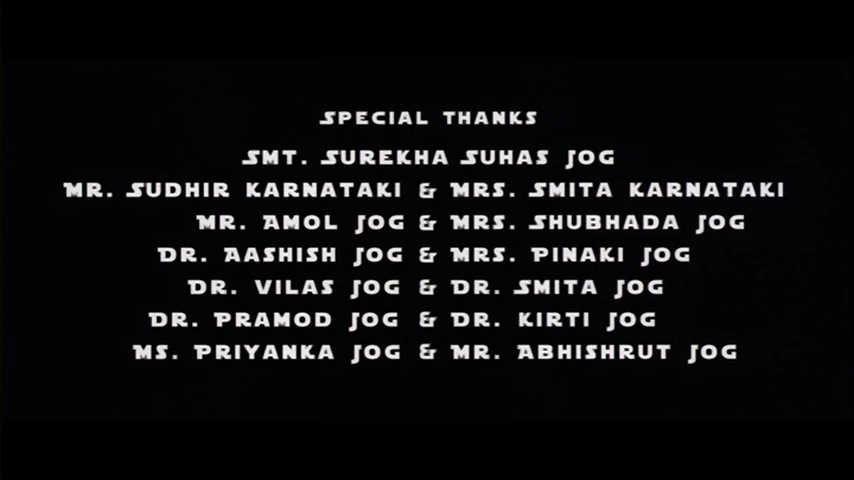 SPECIAL THANKS
SMT. SUREKHA SUHAS JOG
MR. SUDHIR KARNATAKI & MRS. SMITA KARNATAKI
MR. AMOL JOG & MRS. SHUBHADA JOG
DR. AASHISH JOG & MRS. PINAKI JOG
DR. VILAS JOG & DR. SMITA JOG
DR. PRAMOD JOG & DR. KIRTI JOG
MS. PRIYANKA JOG & MR. ABHISHRUT JOG